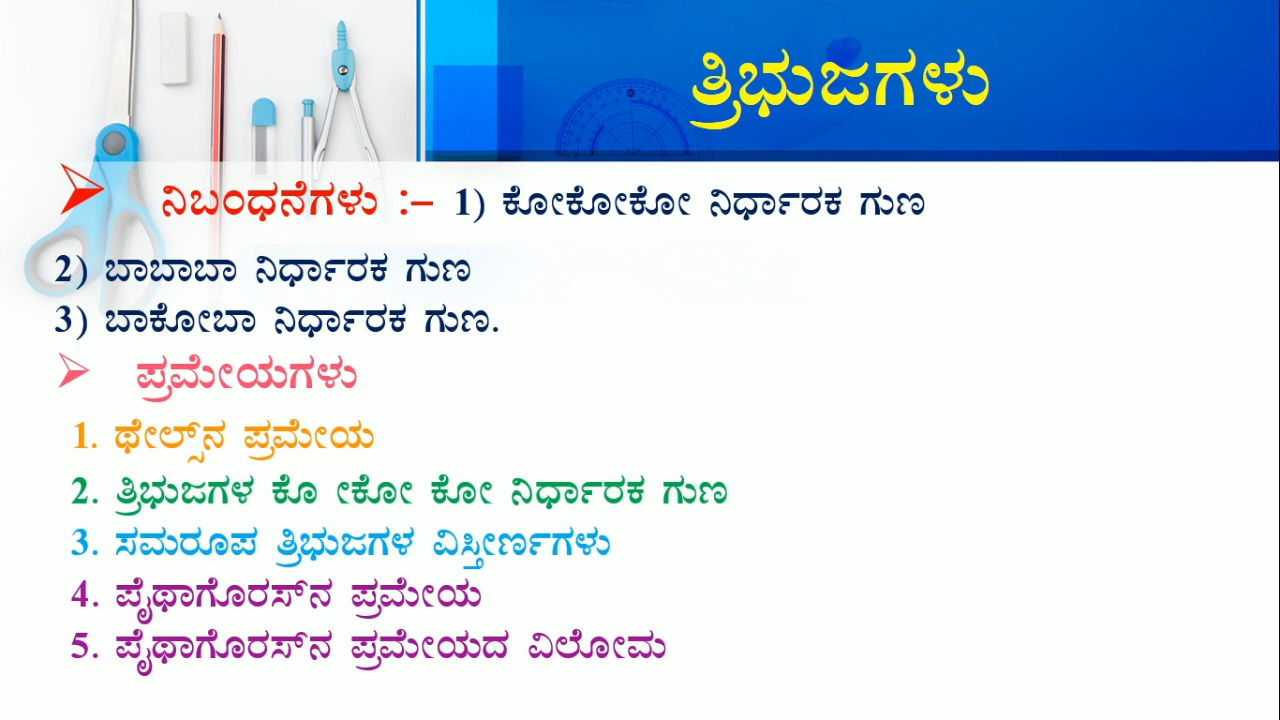 ತ್ರಿಭುಜಗಳು
ನಿಬಂಧನೆಗಳು :– 1) ಕೋಕೋಕೋ ನಿರ್ಧಾರಕ ಗುಣ
2) ಬಾಬಾಬಾ ನಿರ್ಧಾರಕ ಗುಣ
3) ಬಾಕೋಬಾ ನಿರ್ಧಾರಕ ಗುಣ.
ಪ್ರಮೇಯಗಳು
1. ಥೇಲ್ಸ್‌ನ ಪ್ರಮೇಯ
2. ತ್ರಿಭುಜಗಳ ಕೊ ೀಕೋ ಕೋ ನಿರ್ಧಾರಕ ಗುಣ
3. ಸಮರೂಪ ತ್ರಿಭುಜಗಳ ವಿಸ್ತೀರ್ಣಗಳು
4. ಪೈಥಾಗೊರಸ್‌ನ ಪ್ರಮೇಯ
5. ಪೈಥಾಗೊರಸ್‌ನ ಪ್ರಮೇಯದ ವಿಲೋಮ